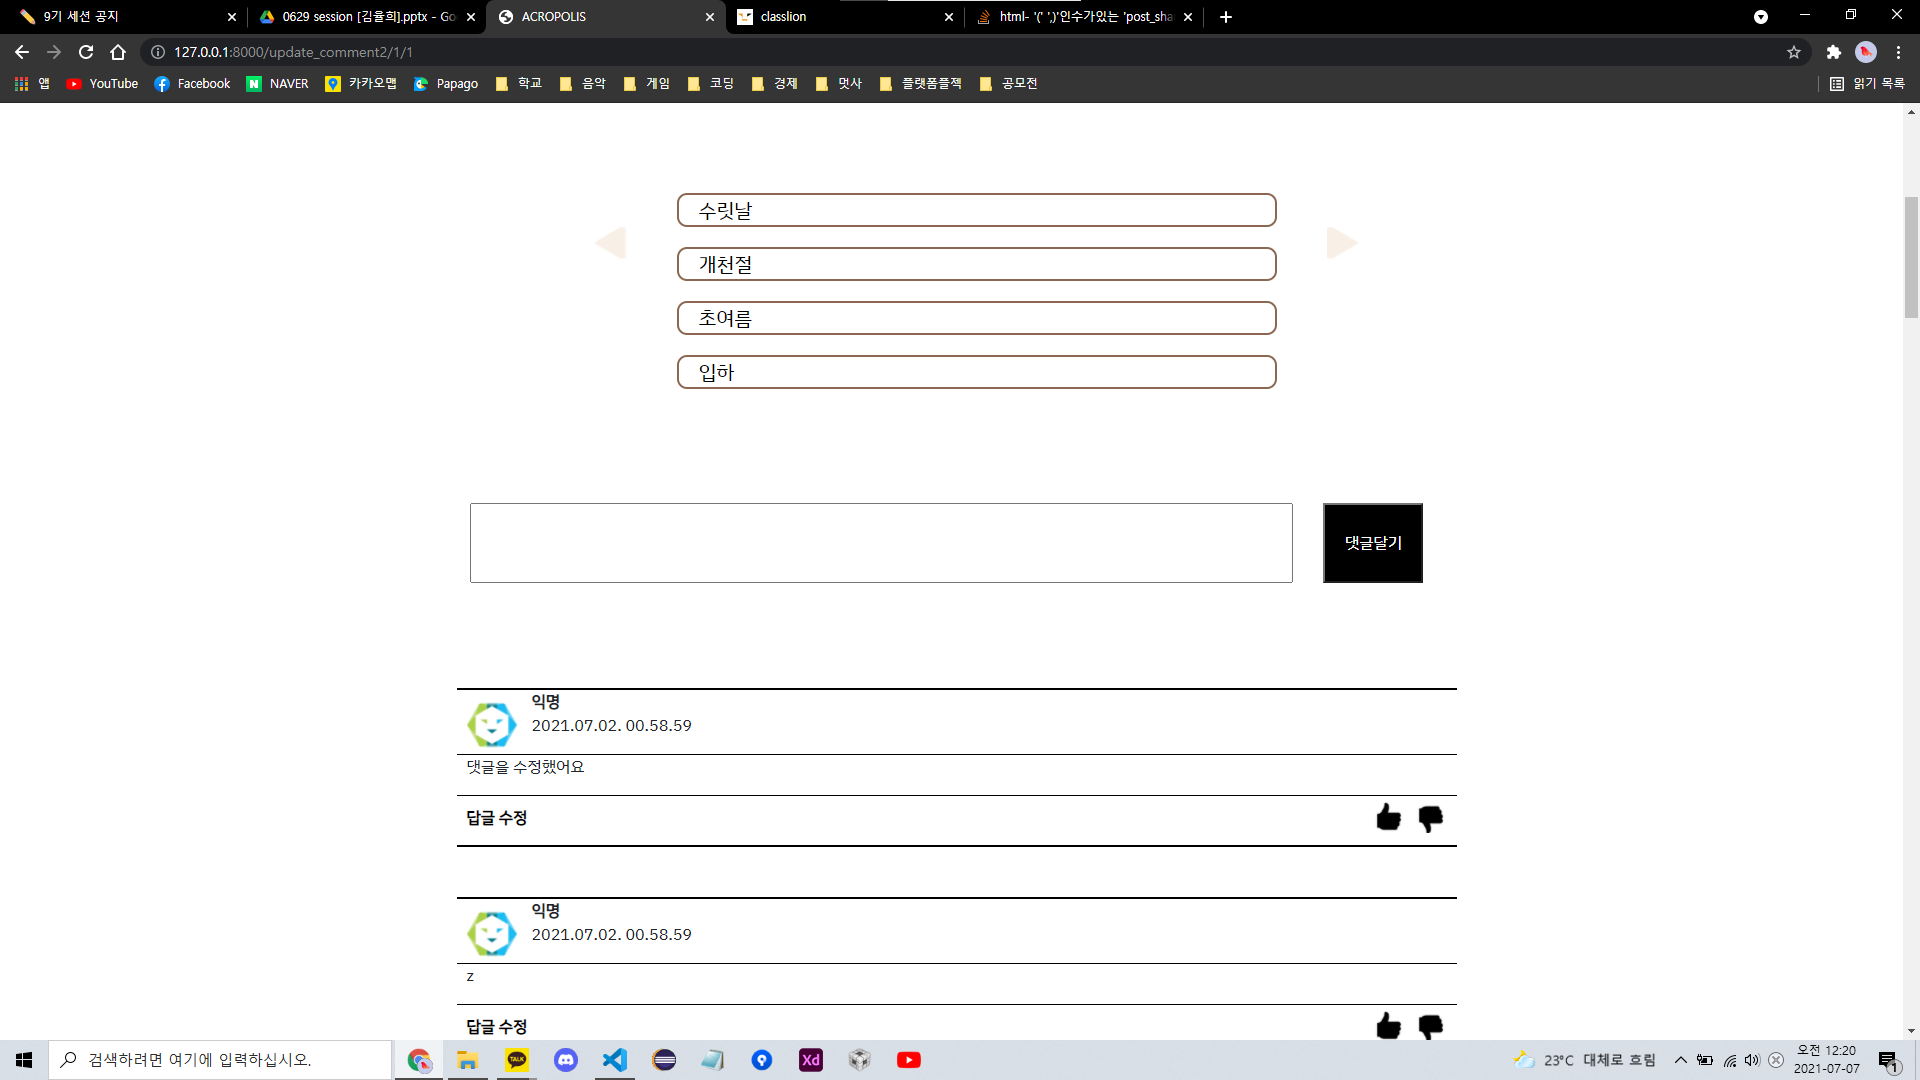 9기 세션 공지
0629 session [김율희].pptx - Go
ACROPOLIS
classlion
html- '(' ',)'인수가있는 'post_sha
127.0.0.1:8000/update_comment2/1/1
앱
YouTube
Facebook
NAVER
카카오맵
Papago
학교
음악
게임
코딩
경제
멋사
플랫폼플젝
공모전
읽기 목록
수릿날
개천절
초여름
입하
댓글달기
익명
2021.07.02. 00.58.59
댓글을 수정했어요
답글 수정
익명
2021.07.02. 00.58.59
z
답글 수정
검색하려면 여기에 입력하십시오.
TALK
Xd
23°C 대체로 흐림
오전 12:20
2021-07-07
1